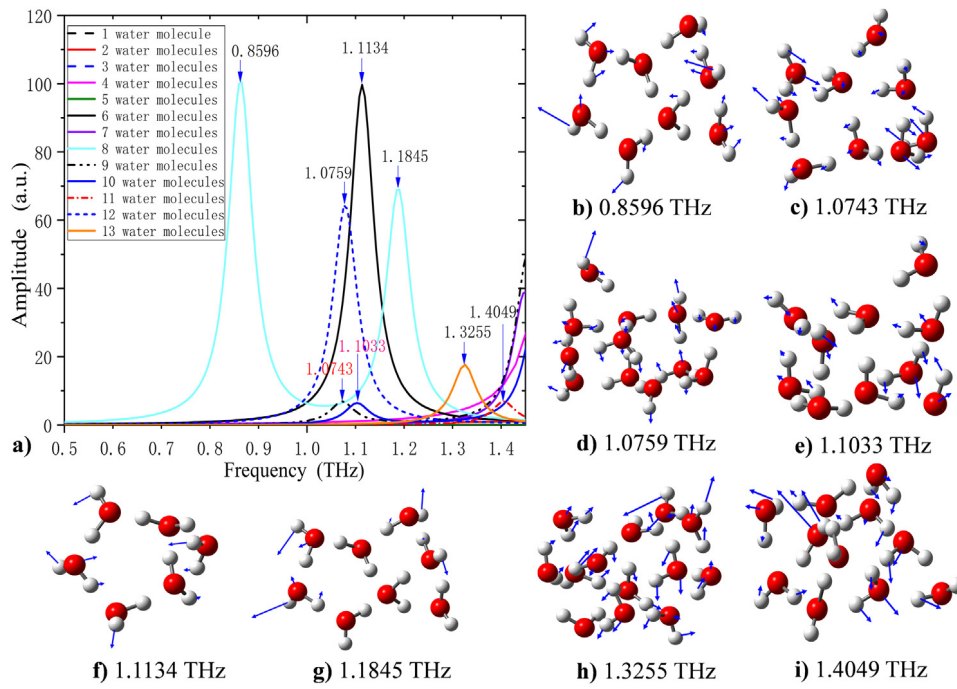 a)
Amplitude (a.u.)
120
100
80
60
40
20
0
1 water molecule
2 water molecules
3 water molecules
4 water molecules
5 water molecules
6 water molecules
7 water molecules
8 water molecules
9 water molecules
10 water molecules
11 water molecules
12 water molecules
13 water molecules
0.8596
1.1134
1.0759
1.1845
1.4049
1.3255
1.1033
1.0743
0.5 0.6 0.7 0.8 0.9 1.0 1.1 1.2 1.3 1.4
Frequency (THz)
b) 0.8596 THz
c) 1.0743 THz
d) 1.0759 THz
e) 1.1033 THz
f) 1.1134 THz
g) 1.1845 THz
h) 1.3255 THz
i) 1.4049 THz